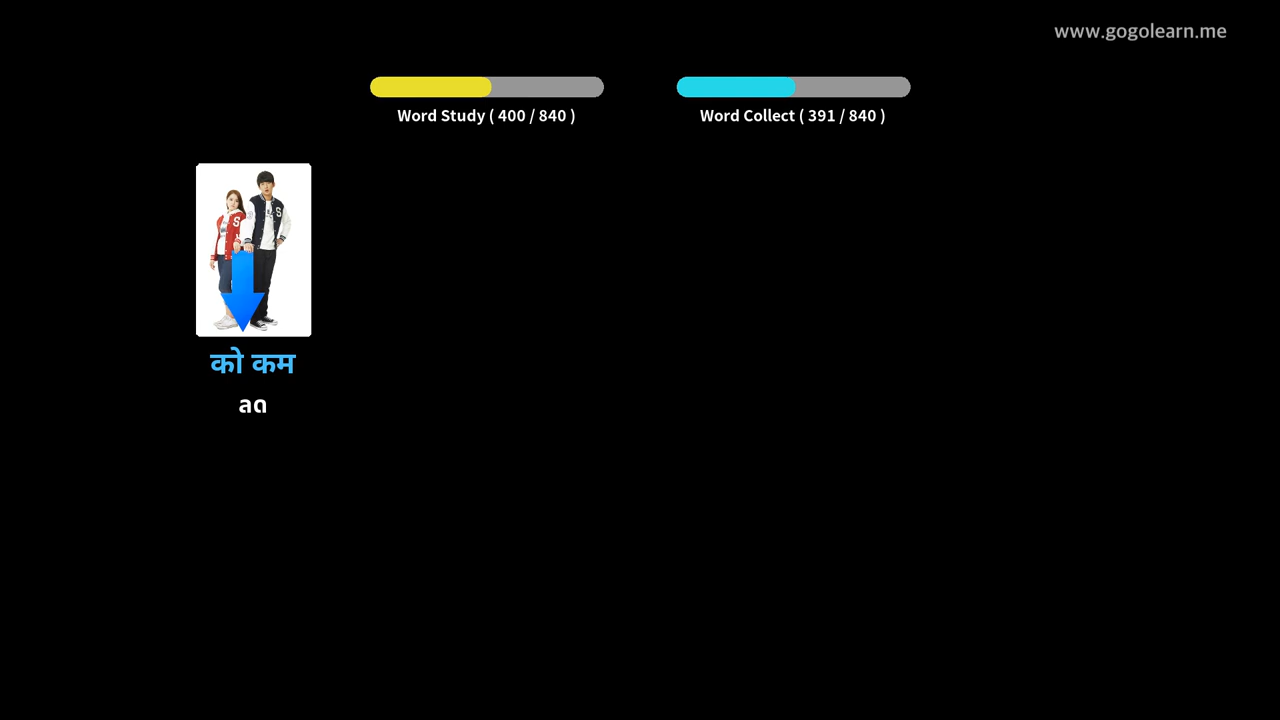 www.gogolearn.me
Word Study ( 400 / 840 )
Word Collect ( 391 / 840 )
को कम
ลด